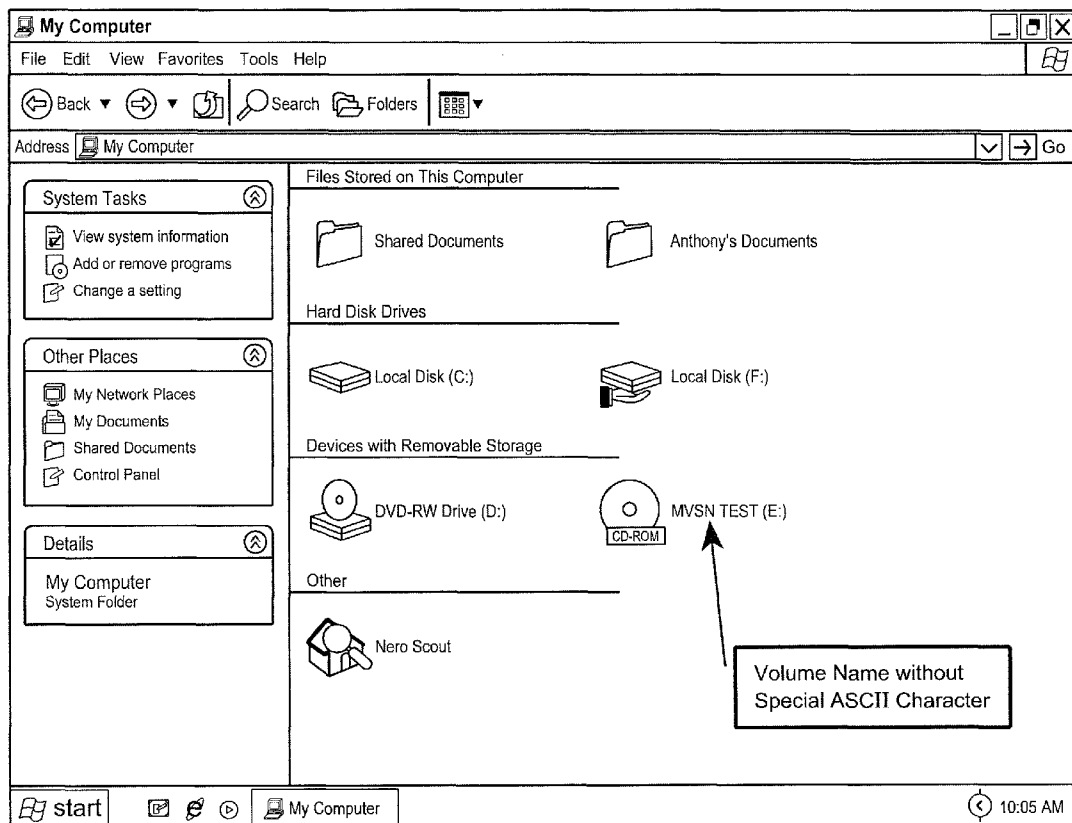 My Computer
File Edit View Favorites Tools Help
Back Search Folders
Address My Computer Go
System Tasks
View system information
Add or remove programs
Change a setting
Other Places
My Network Places
My Documents
Shared Documents
Control Panel
Details
My Computer
System Folder
Files Stored on This Computer
Shared Documents Anthony's Documents
Hard Disk Drives
Local Disk (C:) Local Disk (F:)
Devices with Removable Storage
DVD-RW Drive (D:) CD-ROM MVSN TEST (E:)
Other
Nero Scout
Volume Name without
Special ASCII Character
start My Computer 10:05 AM